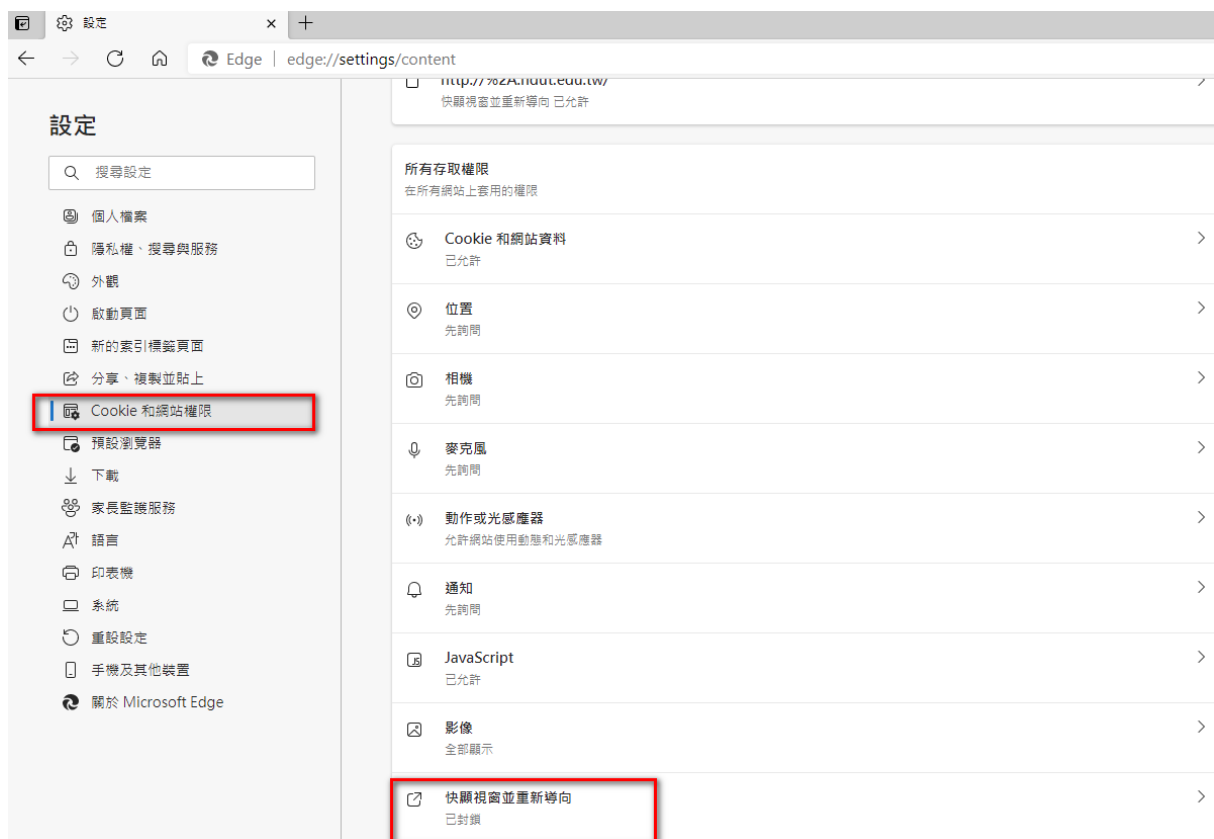 設定
Edge edge://settings/content
快顯視窗並重新導向 已允許
設定
搜尋設定
個人檔案
隱私權、搜尋與服務
外觀
啟動頁面
新的索引標籤頁面
分享、複製並貼上
Cookie 和網站權限
預設瀏覽器
下載
家長監護服務
語言
印表機
系統
重設設定
手機及其他裝置
關於 Microsoft Edge
所有存取權限
在所有網站上套用的權限
Cookie 和網站資料
已允許
位置
先詢問
相機
先詢問
麥克風
先詢問
動作或光感應器
允許網站使用動態和光感應器
通知
先詢問
JavaScript
已允許
影像
全部顯示
快顯視窗並重新導向
已封鎖